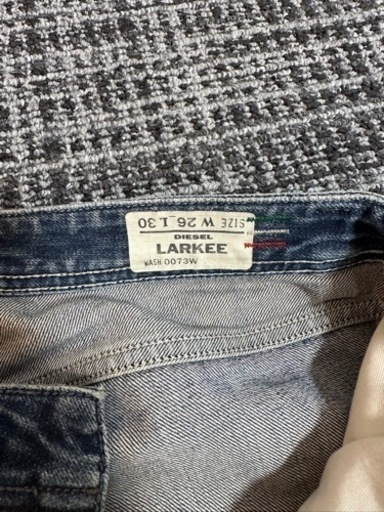 SIZE W 26 L 30
DIESEL
LARKEE
WASH 0073W